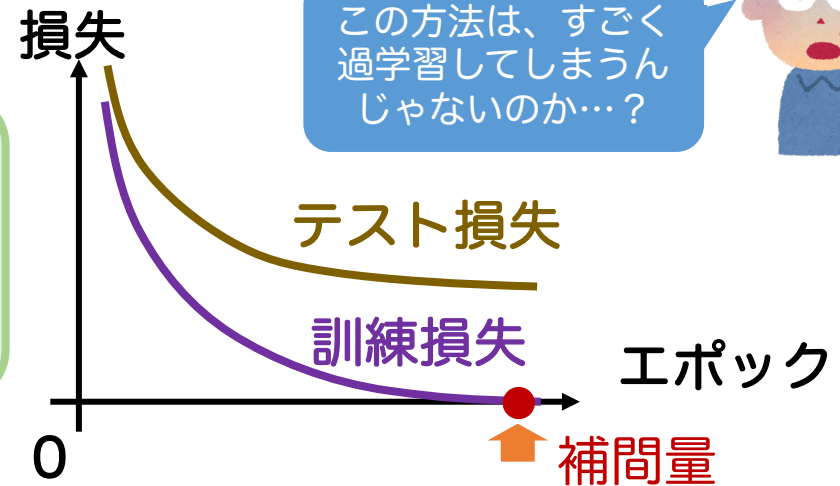 損失
この方法は、すごく
過学習してしまうん
じゃないのか…？
テスト損失
訓練損失
エポック
0
補間量